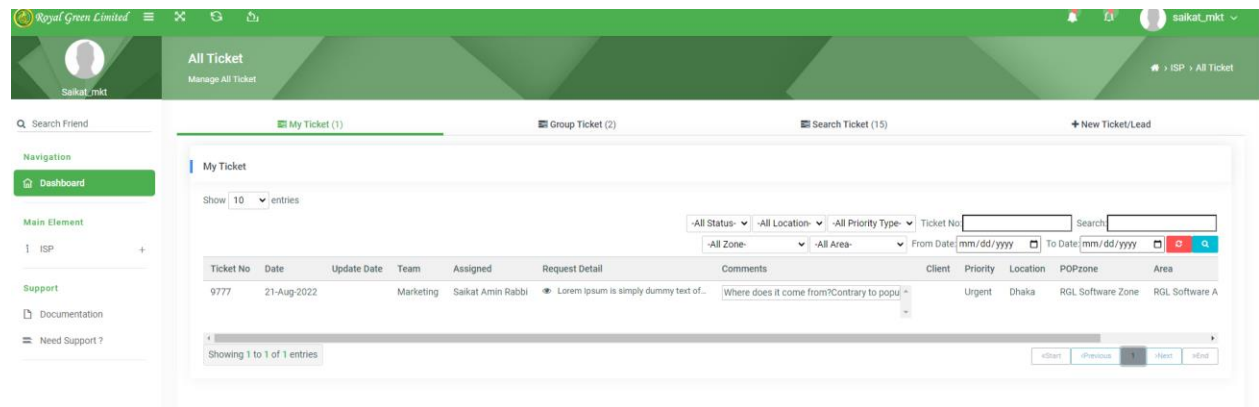 Royal Green Limited
saikat_mkt
Saikat_mkt
All Ticket
Manage All Ticket
ISP > All Ticket
Search Friend
Navigation
Dashboard
Main Element
ISP +
Support
Documentation
Need Support ?
My Ticket (1)
Group Ticket (2)
Search Ticket (15)
+ New Ticket/Lead
My Ticket
Show 10 entries
-All Status- -All Location- -All Priority Type- Ticket No: Search:
-All Zone- -All Area- From Date: mm/dd/yyyy To Date: mm/dd/yyyy
Ticket No Date Update Date Team Assigned Request Detail Comments Client Priority Location POPzone Area
9777 21-Aug-2022 Marketing Saikat Amin Rabbi Lorem Ipsum is simply dummy text of... Where does it come from?Contrary to popu Urgent Dhaka RGL Software Zone RGL Software A
Showing 1 to 1 of 1 entries
«Start ‹Previous 1 ›Next »End